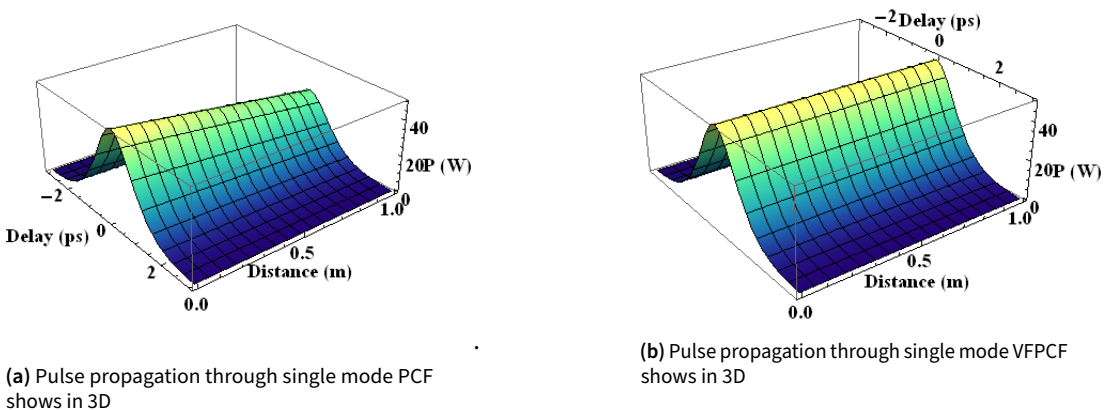 −2
Delay (ps)
0
2
0.0
0.5
Distance (m)
1.0
0
20
40
P (W)
−2 Delay (ps)
0
2
0.0
0.5
Distance (m)
1.0
0
20
40
P (W)
.
(a) Pulse propagation through single mode PCF
shows in 3D
(b) Pulse propagation through single mode VFPCF
shows in 3D